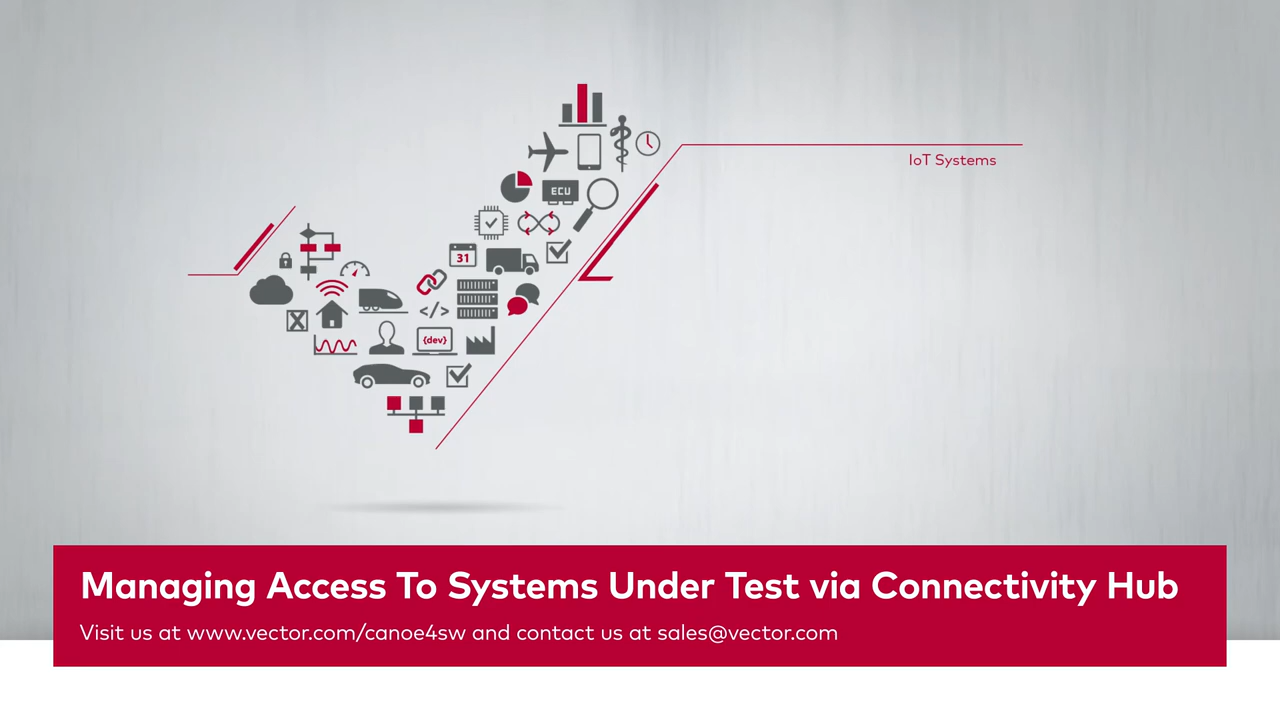 IoT Systems
ECU
31
</>
{dev}
Managing Access To Systems Under Test via Connectivity Hub
Visit us at www.vector.com/canoe4sw and contact us at sales@vector.com